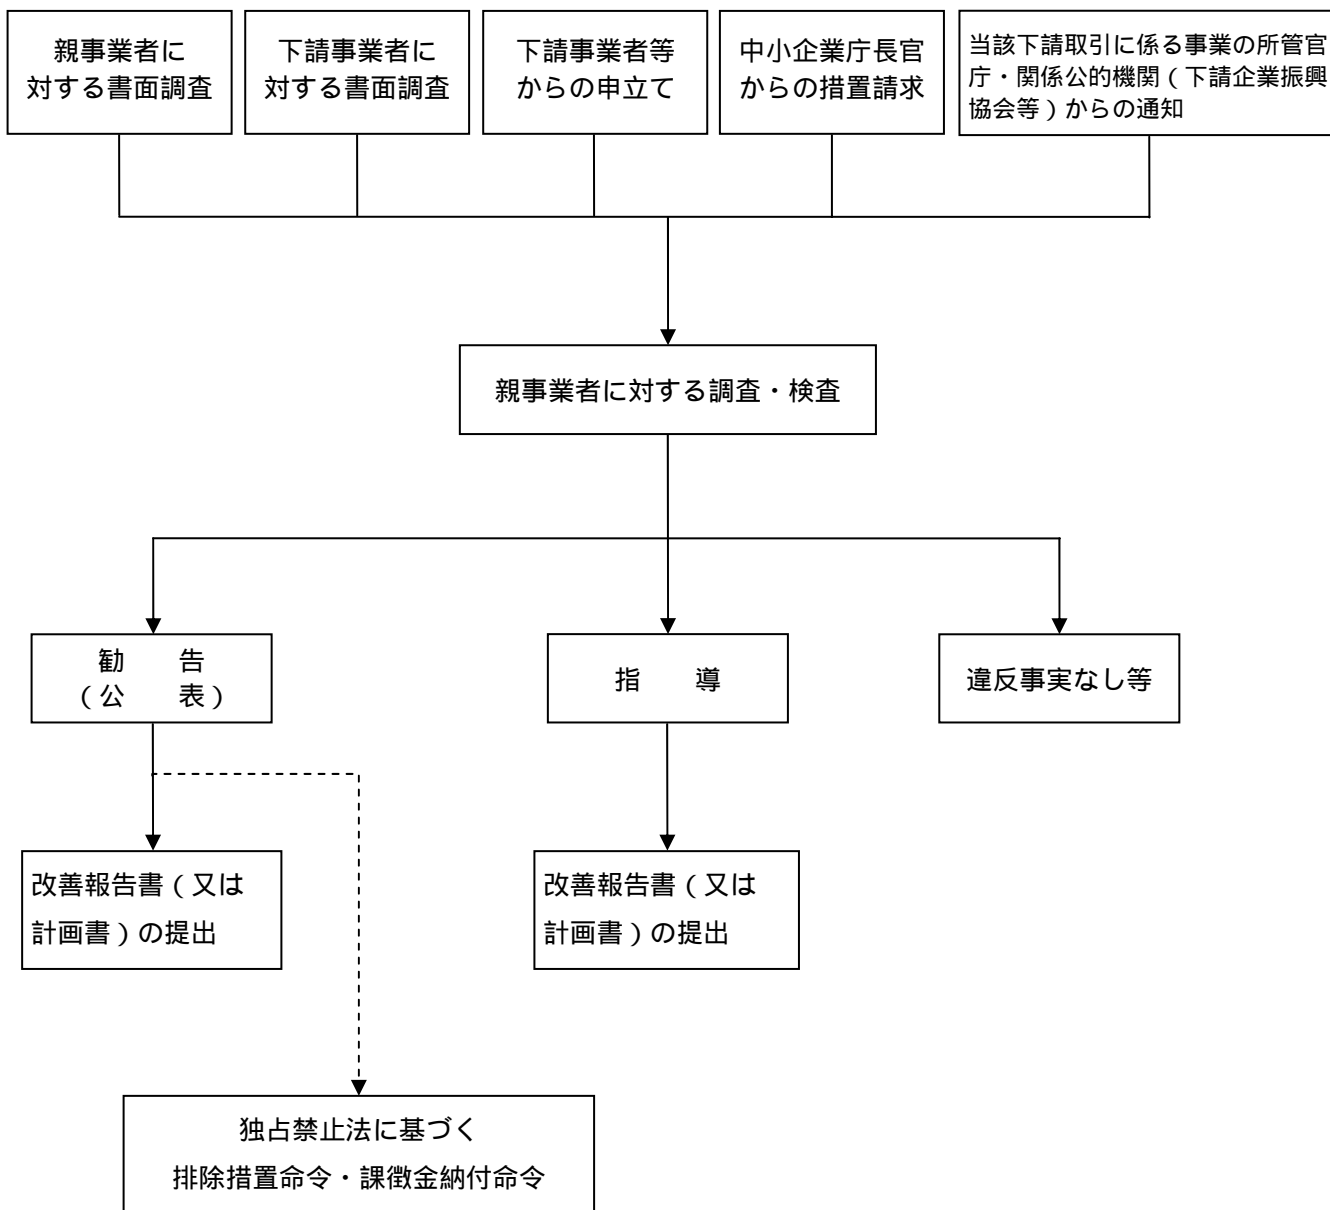 親事業者に
対する書面調査
下請事業者に
対する書面調査
下請事業者等
からの申立て
中小企業庁長官
からの措置請求
当該下請取引に係る事業の所管官
庁・関係公的機関(下請企業振興
協会等)からの通知
親事業者に対する調査・検査
勧　　告
(公　　表)
指　　導
違反事実なし等
改善報告書(又は
計画書)の提出
改善報告書(又は
計画書)の提出
独占禁止法に基づく
排除措置命令・課徴金納付命令